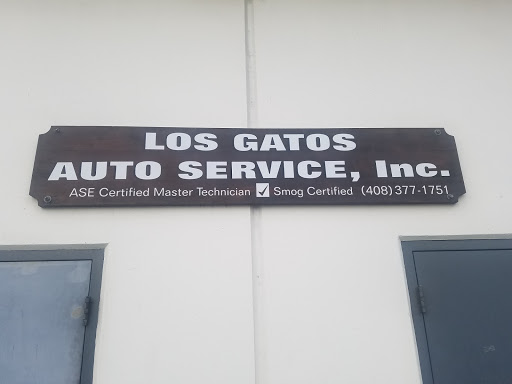 LOS GATOS
AUTO SERVICE, Inc.
ASE Certified Master Technician ☑ Smog Certified (408) 377-1751